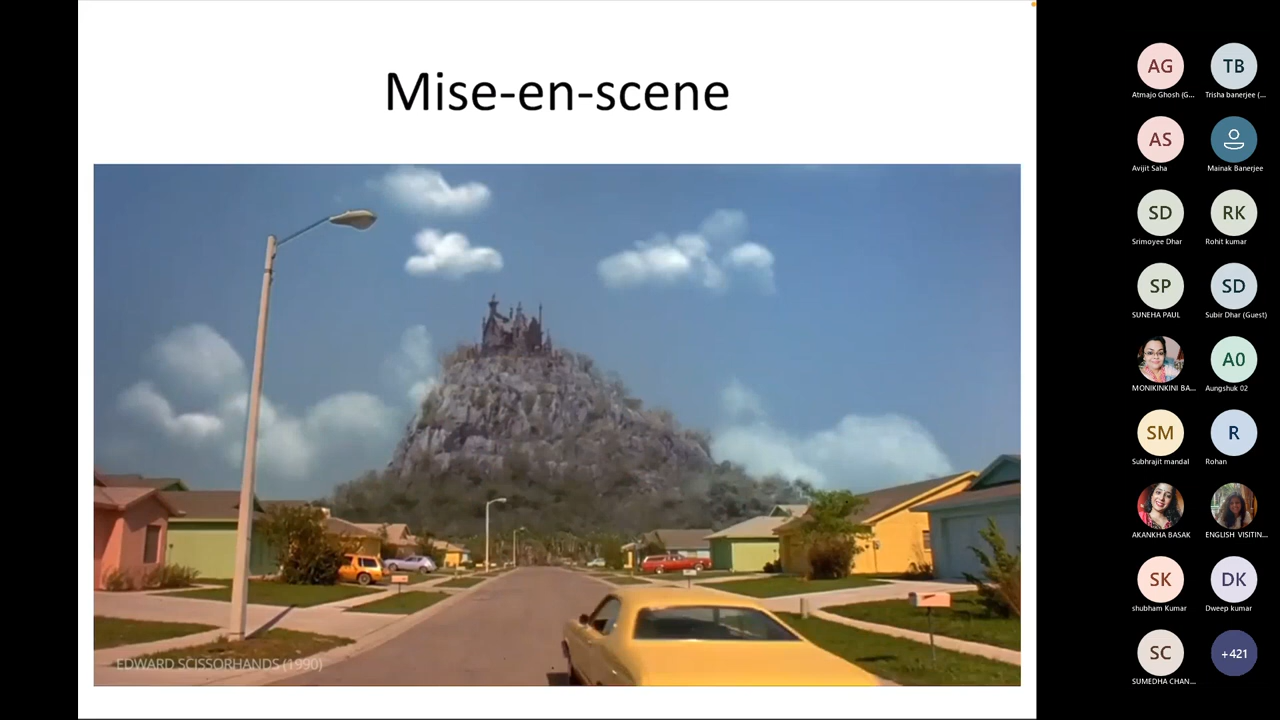 Mise-en-scene
EDWARD SCISSORHANDS (1990)
AG
TB
Atmajo Ghosh (G...
Trisha banerjee (...
AS
Avijit Saha
Mainak Banerjee
SD
RK
Srimoyee Dhar
Rohit kumar
SP
SD
SUNEHA PAUL
Subir Dhar (Guest)
A0
MONIKINKINI BA...
Aungshuk 02
SM
R
Subhrajit mandal
Rohan
AKANKHA BASAK
ENGLISH VISITIN...
SK
DK
shubham Kumar
Dweep kumar
SC
+421
SUMEDHA CHAN...